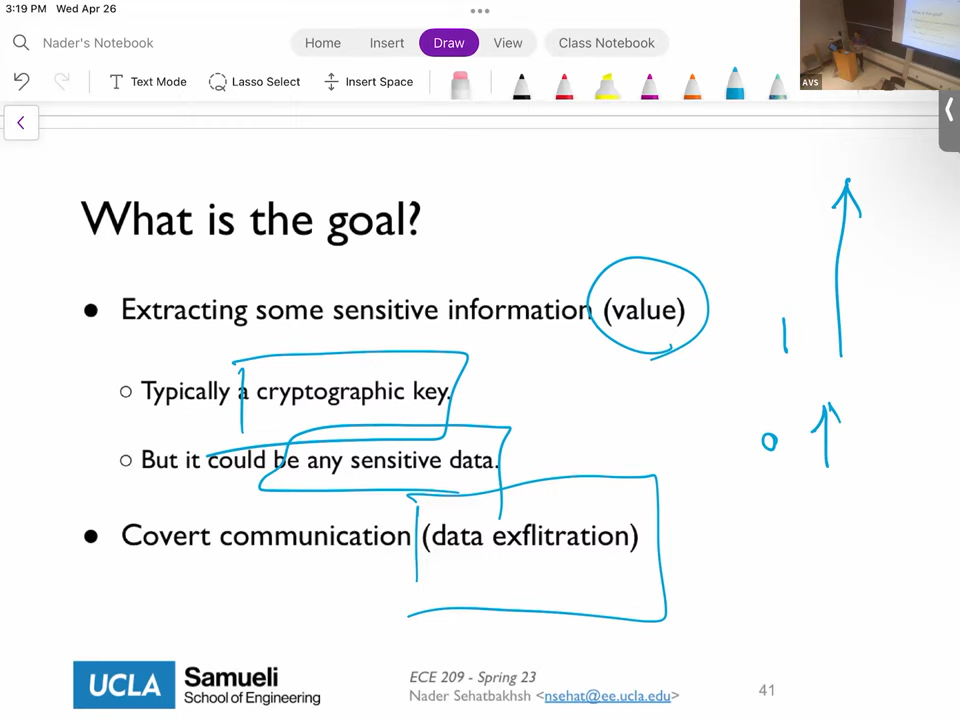 3:19 PM Wed Apr 26
Nader's Notebook
Home Insert Draw View Class Notebook
Text Mode Lasso Select Insert Space
AVS
What is the goal?
● Extracting some sensitive information (value)
1
○ Typically a cryptographic key.
0
○ But it could be any sensitive data.
● Covert communication (data exflitration)
UCLA Samueli
School of Engineering
ECE 209 - Spring 23
Nader Sehatbakhsh <nsehat@ee.ucla.edu>
41